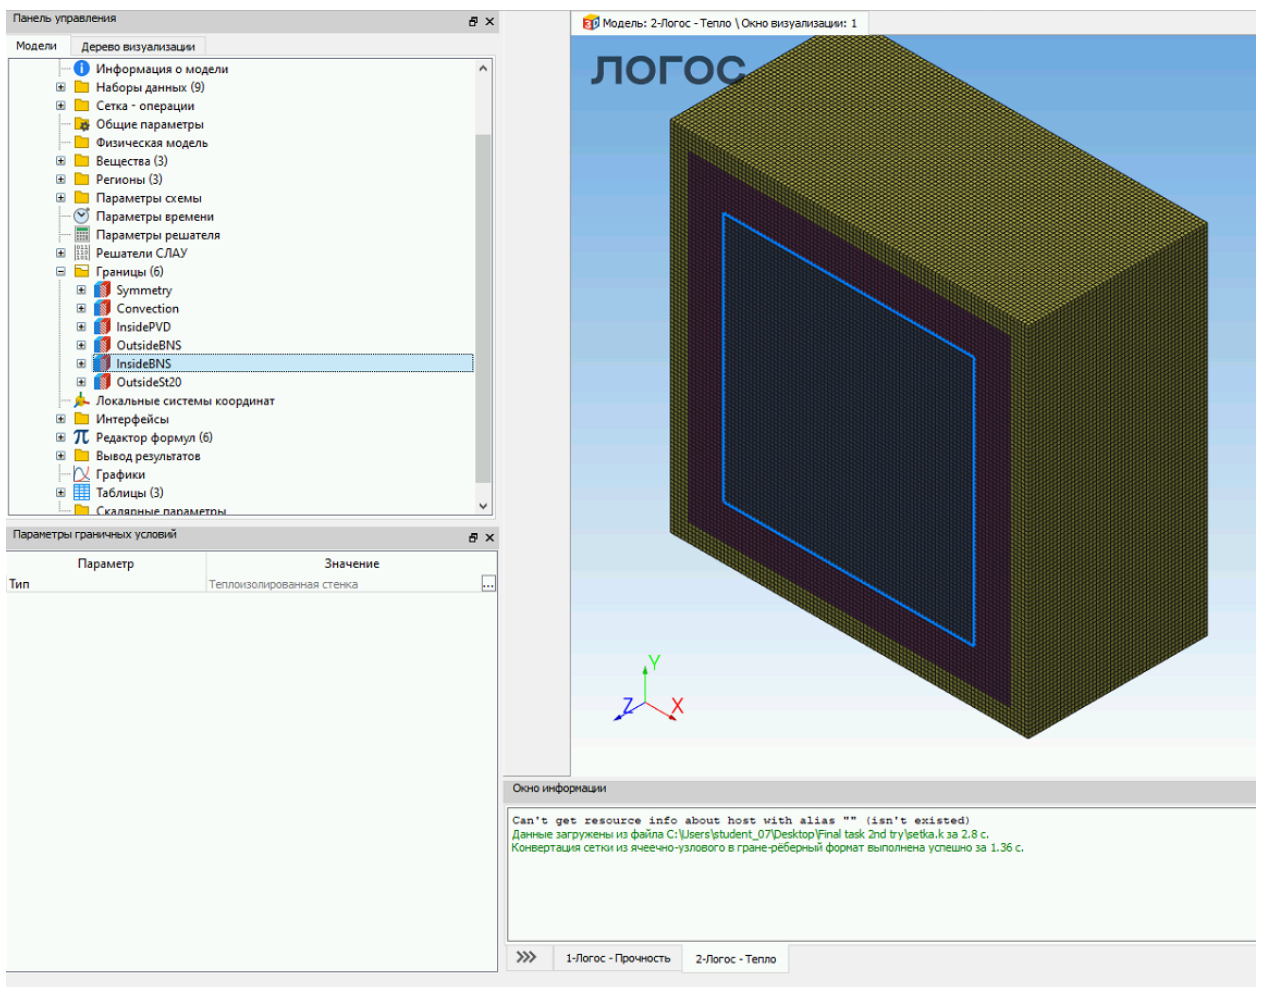 Панель управления
Модели Дерево визуализации
Информация о модели
Наборы данных (9)
Сетка - операции
Общие параметры
Физическая модель
Вещества (3)
Регионы (3)
Параметры схемы
Параметры времени
Параметры решателя
Решатели СЛАУ
Границы (6)
Symmetry
Convection
InsidePVD
OutsideBNS
InsideBNS
OutsideSt20
Локальные системы координат
Интерфейсы
Редактор формул (6)
Вывод результатов
Графики
Таблицы (3)
Скалярные параметры
Параметры граничных условий
Параметр Значение
Тип Теплоизолированная стенка ...
Модель: 2-Логос - Тепло \ Окно визуализации: 1
ЛОГОС
Y
Z X
Окно информации
Can't get resource info about host with alias "" (isn't existed)
Данные загружены из файла C:\Users\student_07\Desktop\Final task 2nd try\setka.k за 2.8 с.
Конвертация сетки из ячеечно-узлового в гране-рёберный формат выполнена успешно за 1.36 с.
1-Логос - Прочность 2-Логос - Тепло